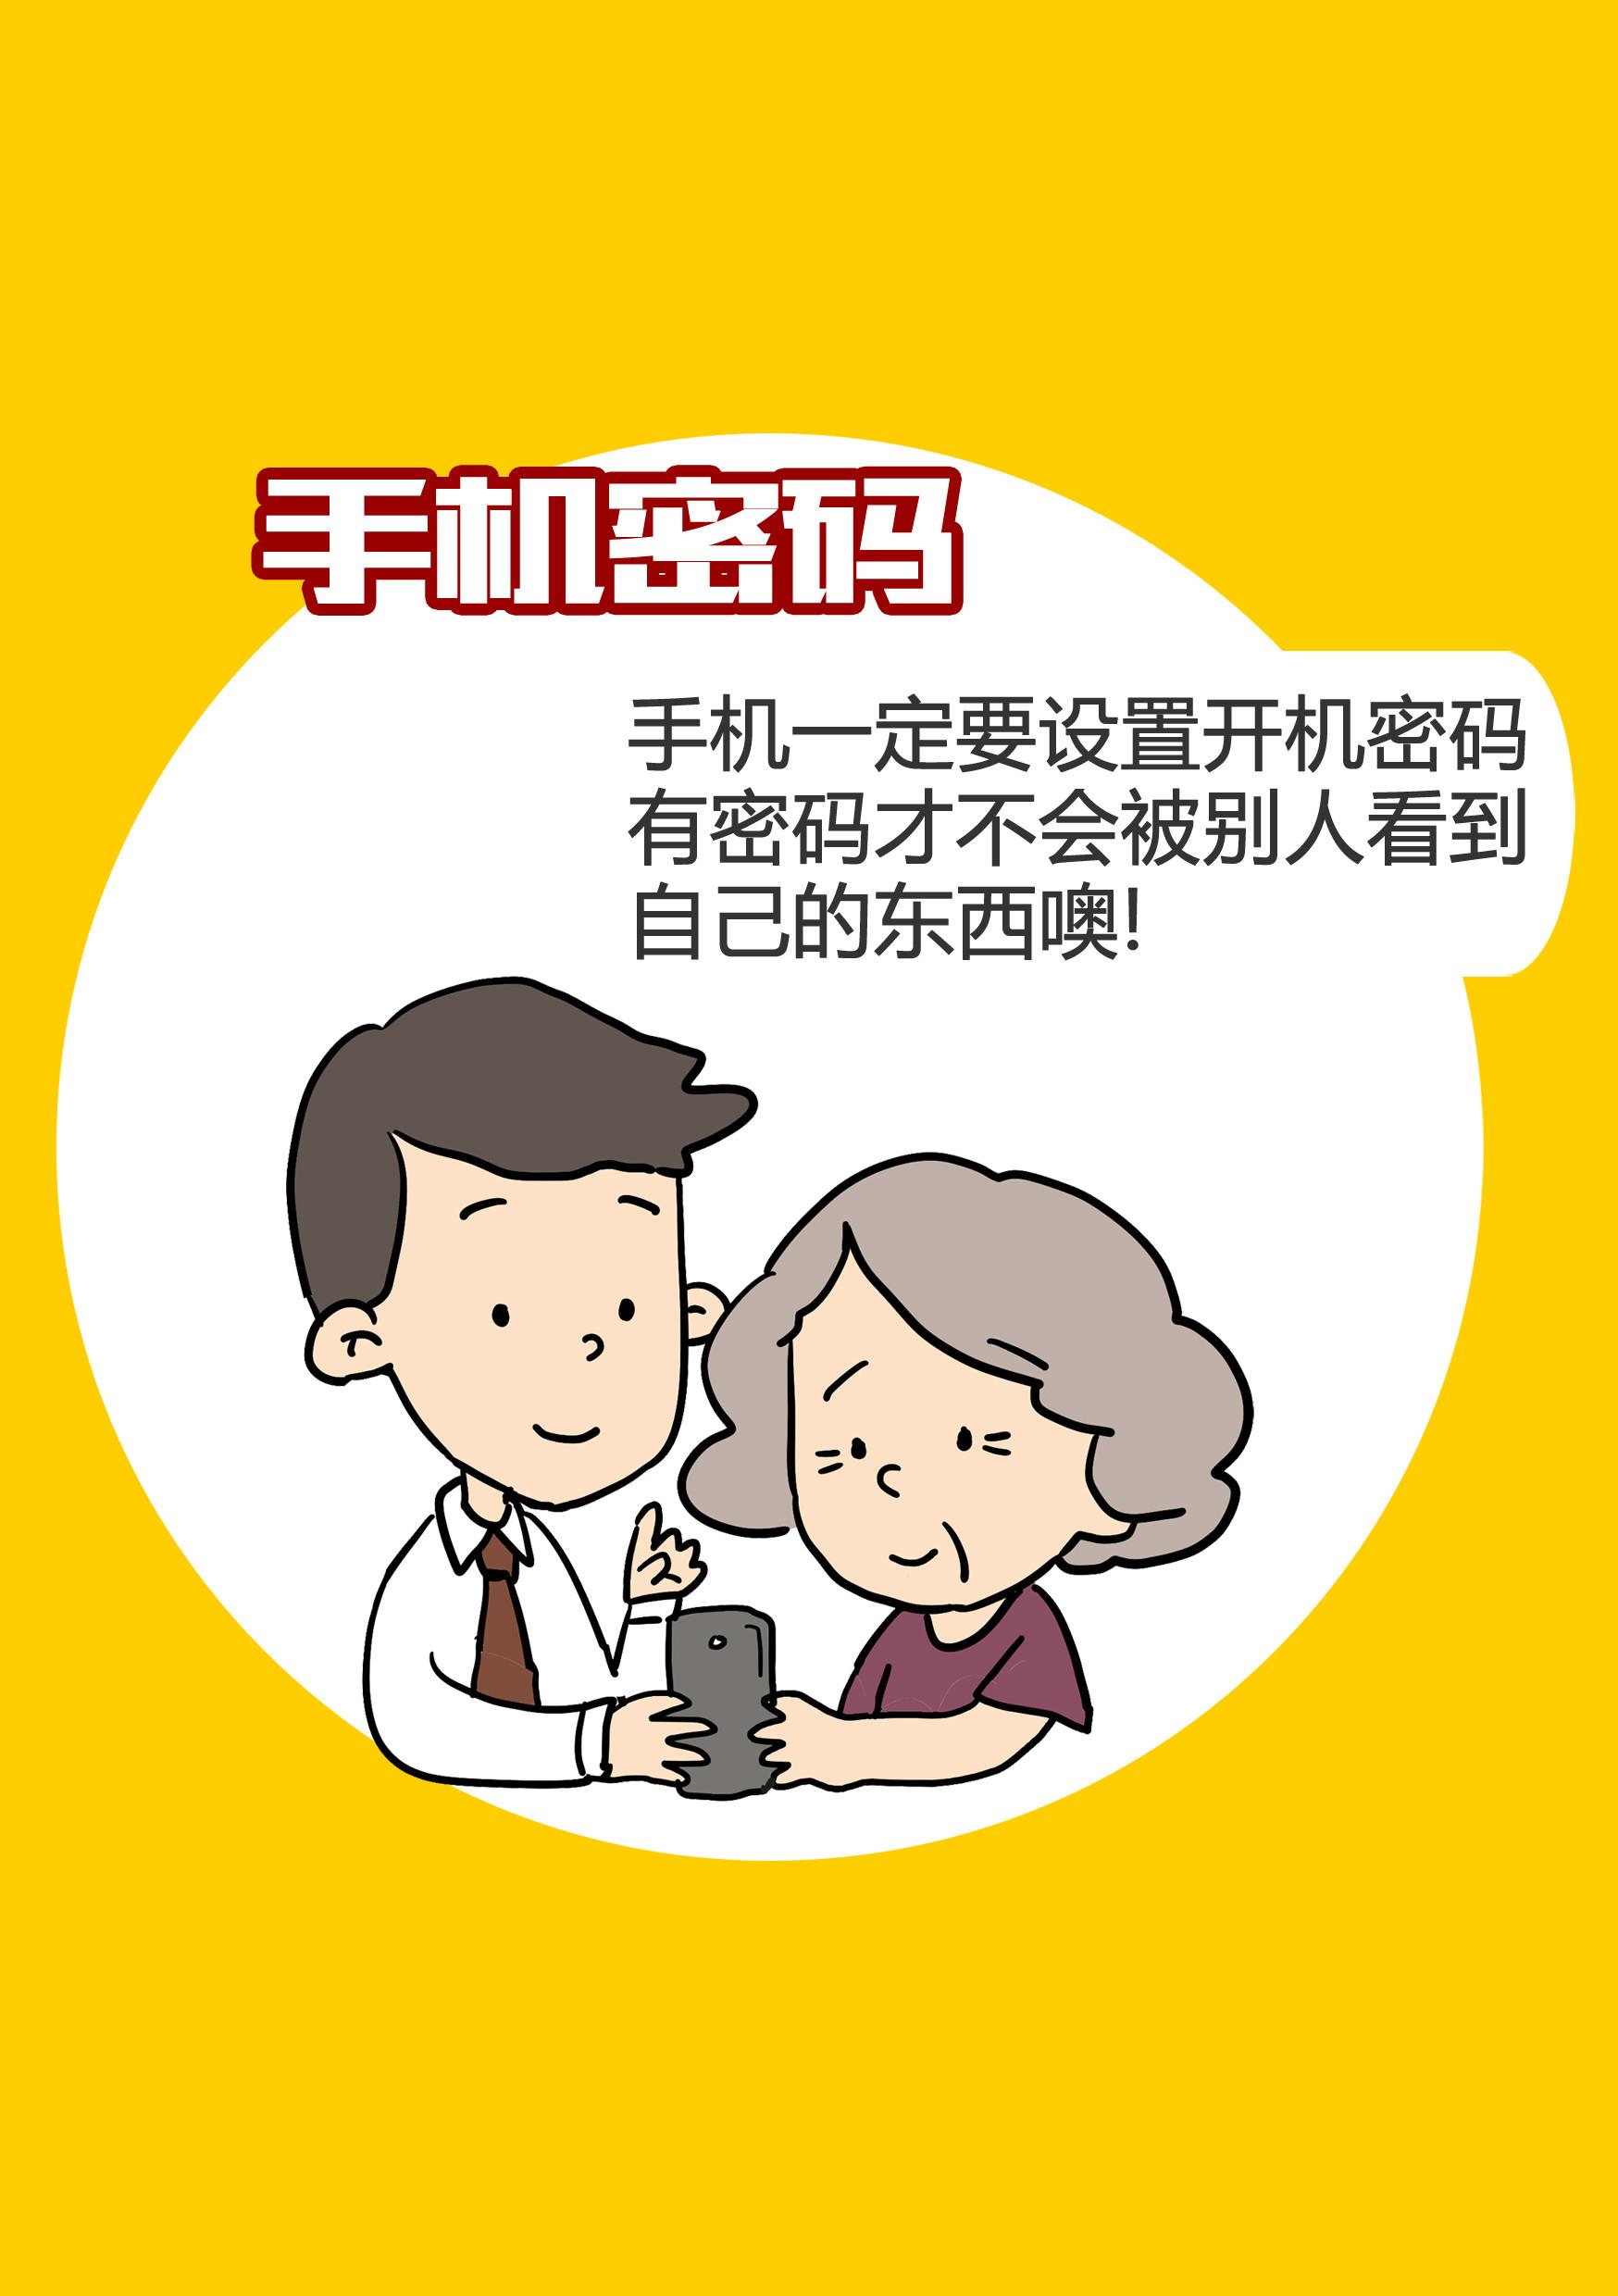 手机密码
手机一定要设置开机密码
有密码才不会被别人看到
自己的东西噢!